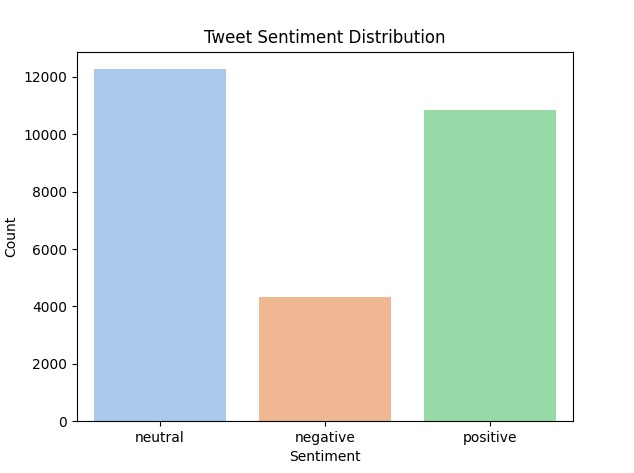 Tweet Sentiment Distribution
Count
12000
10000
8000
6000
4000
2000
0
neutral negative positive
Sentiment